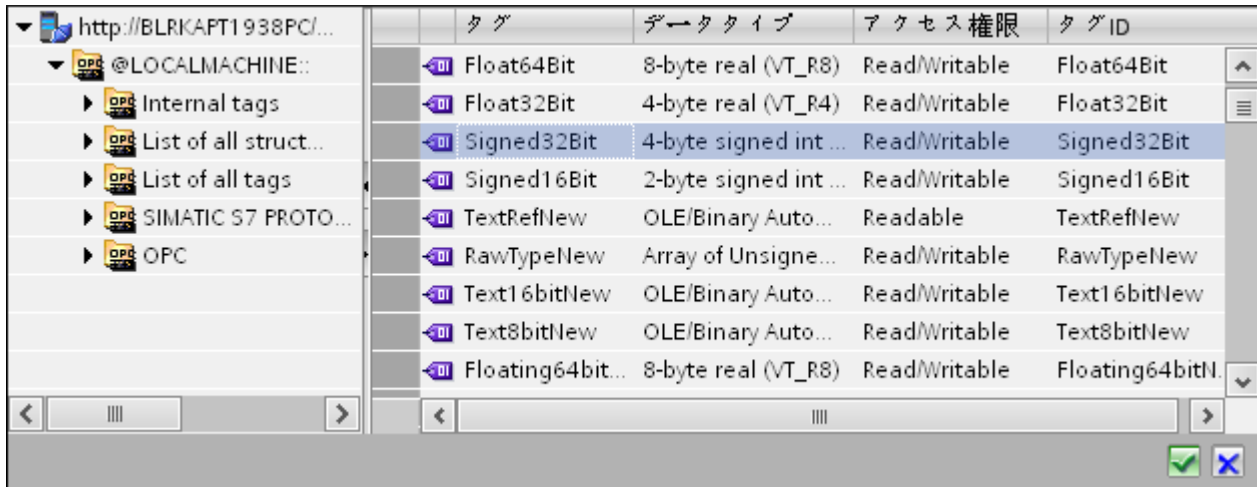 http://BLRKAPT1938PC/...
@LOCALMACHINE::
Internal tags
List of all struct...
List of all tags
SIMATIC S7 PROTO...
OPC
タグ データタイプ アクセス権限 タグID
Float64Bit 8-byte real (VT_R8) Read/Writable Float64Bit
Float32Bit 4-byte real (VT_R4) Read/Writable Float32Bit
Signed32Bit 4-byte signed int ... Read/Writable Signed32Bit
Signed16Bit 2-byte signed int ... Read/Writable Signed16Bit
TextRefNew OLE/Binary Auto... Readable TextRefNew
RawTypeNew Array of Unsigne... Read/Writable RawTypeNew
Text16bitNew OLE/Binary Auto... Read/Writable Text16bitNew
Text8bitNew OLE/Binary Auto... Read/Writable Text8bitNew
Floating64bit... 8-byte real (VT_R8) Read/Writable Floating64bitN.